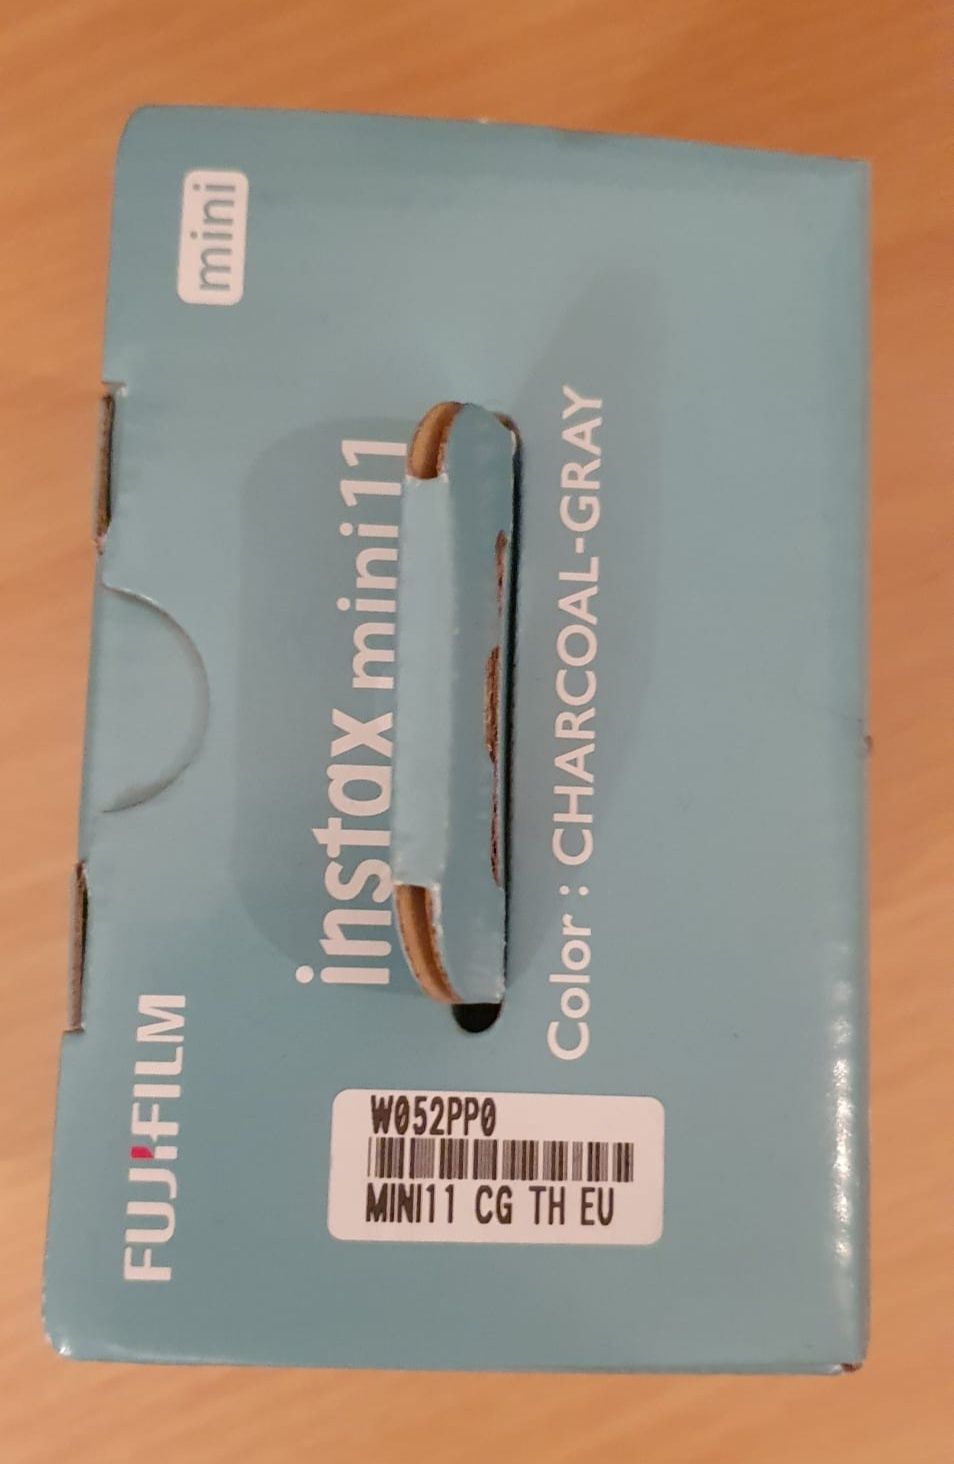 FUJIFILM
mini
instax mini 11
Color : CHARCOAL-GRAY
W052PP0
MINI11 CG TH EU